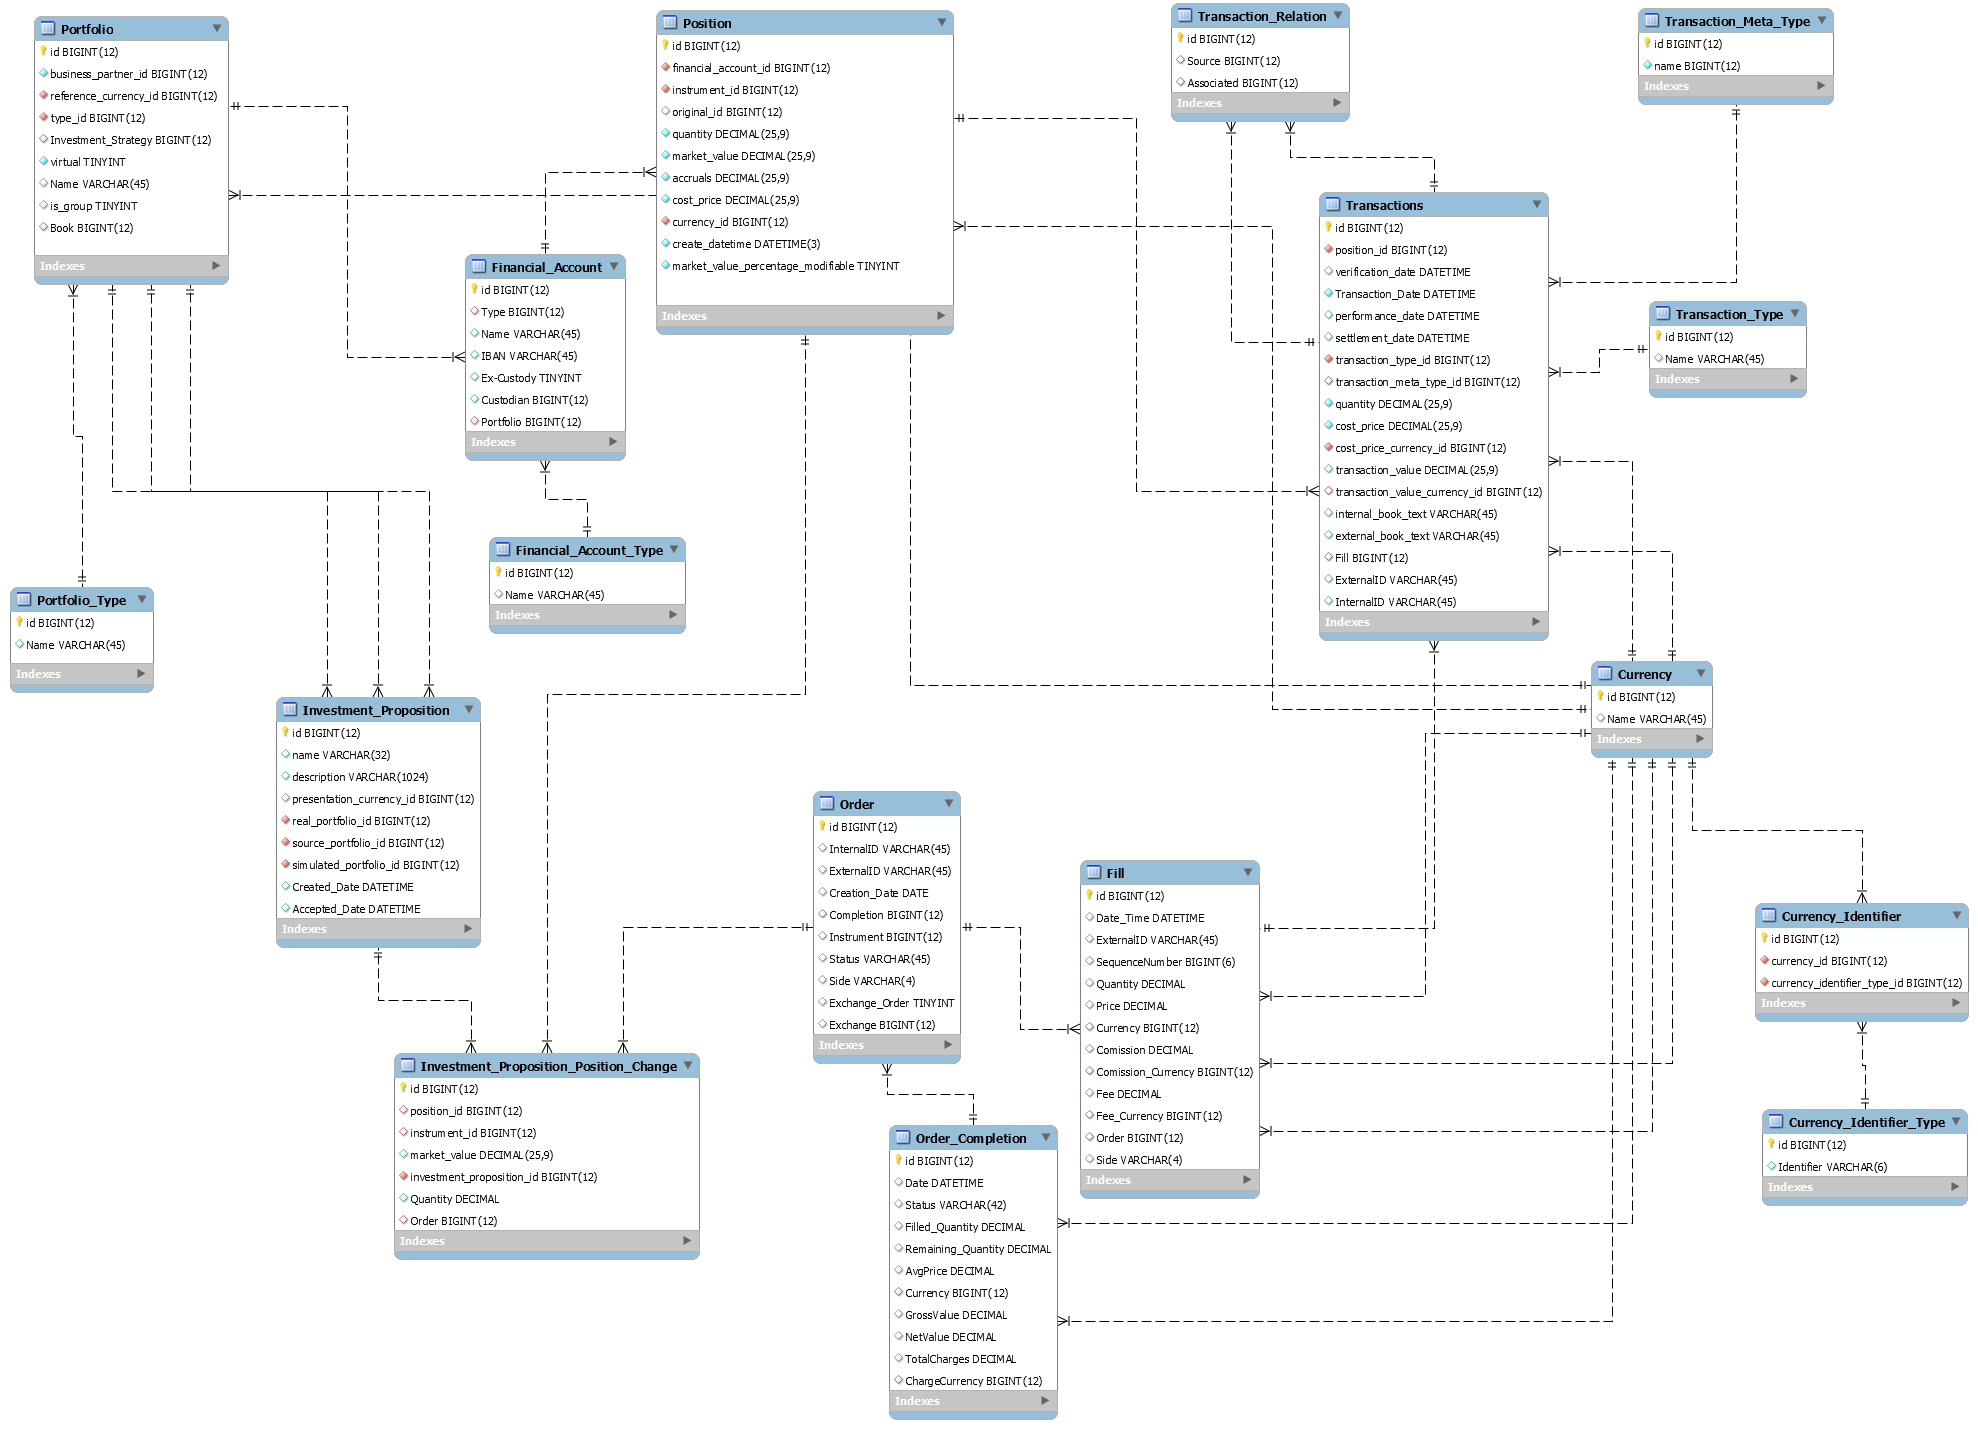 Portfolio
id BIGINT(12)
business_partner_id BIGINT(12)
reference_currency_id BIGINT(12)
type_id BIGINT(12)
Investment_Strategy BIGINT(12)
virtual TINYINT
Name VARCHAR(45)
is_group TINYINT
Book BIGINT(12)
Indexes
Position
id BIGINT(12)
financial_account_id BIGINT(12)
instrument_id BIGINT(12)
original_id BIGINT(12)
quantity DECIMAL(25,9)
market_value DECIMAL(25,9)
accruals DECIMAL(25,9)
cost_price DECIMAL(25,9)
currency_id BIGINT(12)
create_datetime DATETIME(3)
market_value_percentage_modifiable TINYINT
Indexes
Transaction_Relation
id BIGINT(12)
Source BIGINT(12)
Associated BIGINT(12)
Indexes
Transaction_Meta_Type
id BIGINT(12)
name BIGINT(12)
Indexes
Financial_Account
id BIGINT(12)
Type BIGINT(12)
Name VARCHAR(45)
IBAN VARCHAR(45)
Ex-Custody TINYINT
Custodian BIGINT(12)
Portfolio BIGINT(12)
Indexes
Transactions
id BIGINT(12)
position_id BIGINT(12)
verification_date DATETIME
Transaction_Date DATETIME
performance_date DATETIME
settlement_date DATETIME
transaction_type_id BIGINT(12)
transaction_meta_type_id BIGINT(12)
quantity DECIMAL(25,9)
cost_price DECIMAL(25,9)
cost_price_currency_id BIGINT(12)
transaction_value DECIMAL(25,9)
transaction_value_currency_id BIGINT(12)
internal_book_text VARCHAR(45)
external_book_text VARCHAR(45)
Fill BIGINT(12)
ExternalID VARCHAR(45)
InternalID VARCHAR(45)
Indexes
Transaction_Type
id BIGINT(12)
Name VARCHAR(45)
Indexes
Financial_Account_Type
id BIGINT(12)
Name VARCHAR(45)
Indexes
Portfolio_Type
id BIGINT(12)
Name VARCHAR(45)
Indexes
Currency
id BIGINT(12)
Name VARCHAR(45)
Indexes
Investment_Proposition
id BIGINT(12)
name VARCHAR(32)
description VARCHAR(1024)
presentation_currency_id BIGINT(12)
real_portfolio_id BIGINT(12)
source_portfolio_id BIGINT(12)
simulated_portfolio_id BIGINT(12)
Created_Date DATETIME
Accepted_Date DATETIME
Indexes
Order
id BIGINT(12)
InternalID VARCHAR(45)
ExternalID VARCHAR(45)
Creation_Date DATE
Completion BIGINT(12)
Instrument BIGINT(12)
Status VARCHAR(45)
Side VARCHAR(4)
Exchange_Order TINYINT
Exchange BIGINT(12)
Indexes
Fill
id BIGINT(12)
Date_Time DATETIME
ExternalID VARCHAR(45)
SequenceNumber BIGINT(6)
Quantity DECIMAL
Price DECIMAL
Currency BIGINT(12)
Comission DECIMAL
Comission_Currency BIGINT(12)
Fee DECIMAL
Fee_Currency BIGINT(12)
Order BIGINT(12)
Side VARCHAR(4)
Indexes
Currency_Identifier
id BIGINT(12)
currency_id BIGINT(12)
currency_identifier_type_id BIGINT(12)
Indexes
Investment_Proposition_Position_Change
id BIGINT(12)
position_id BIGINT(12)
instrument_id BIGINT(12)
market_value DECIMAL(25,9)
investment_proposition_id BIGINT(12)
Quantity DECIMAL
Order BIGINT(12)
Indexes
Order_Completion
id BIGINT(12)
Date DATETIME
Status VARCHAR(42)
Filled_Quantity DECIMAL
Remaining_Quantity DECIMAL
AvgPrice DECIMAL
Currency BIGINT(12)
GrossValue DECIMAL
NetValue DECIMAL
TotalCharges DECIMAL
ChargeCurrency BIGINT(12)
Indexes
Currency_Identifier_Type
id BIGINT(12)
Identifier VARCHAR(6)
Indexes